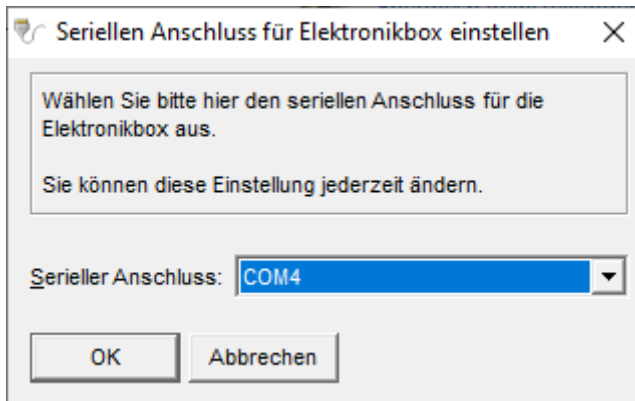 Seriellen Anschluss für Elektronikbox einstellen
Wählen Sie bitte hier den seriellen Anschluss für die
Elektronikbox aus.
Sie können diese Einstellung jederzeit ändern.
Serieller Anschluss: COM4
OK Abbrechen